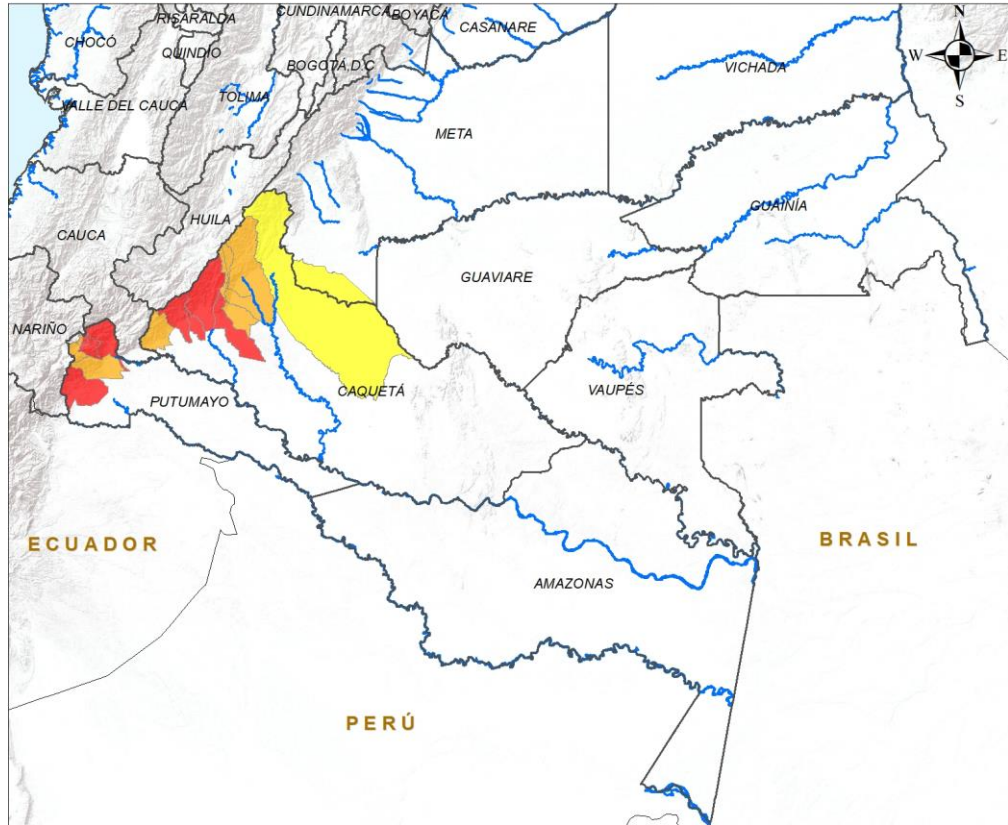 CUNDINAMARCA
BOYACÁ
RISARALDA
CASANARE
CHOCÓ
QUINDÍO
BOGOTÁ D.C
N
W
E
S
VICHADA
TOLIMA
VALLE DEL CAUCA
META
GUAINÍA
HUILA
CAUCA
GUAVIARE
NARIÑO
CAQUETÁ
VAUPÉS
PUTUMAYO
ECUADOR
BRASIL
AMAZONAS
PERÚ